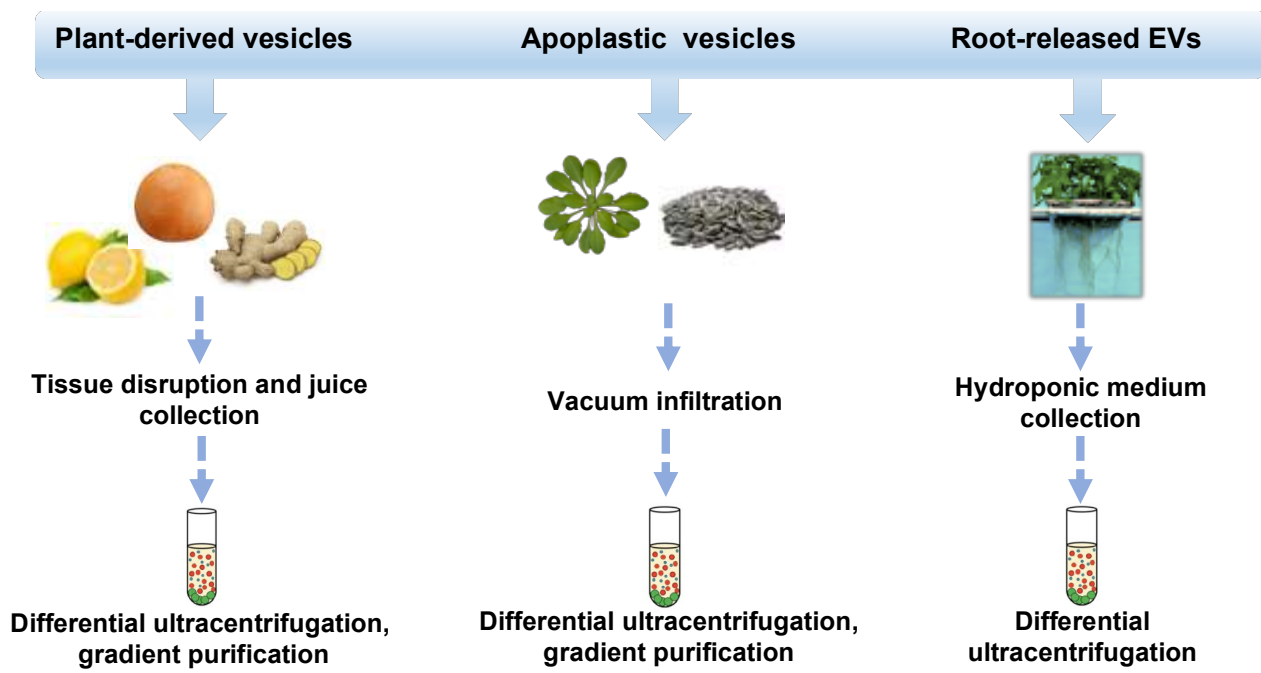 Plant-derived vesicles
Apoplastic vesicles
Root-released EVs
Tissue disruption and juice
collection
Vacuum infiltration
Hydroponic medium
collection
Differential ultracentrifugation,
gradient purification
Differential ultracentrifugation,
gradient purification
Differential
ultracentrifugation